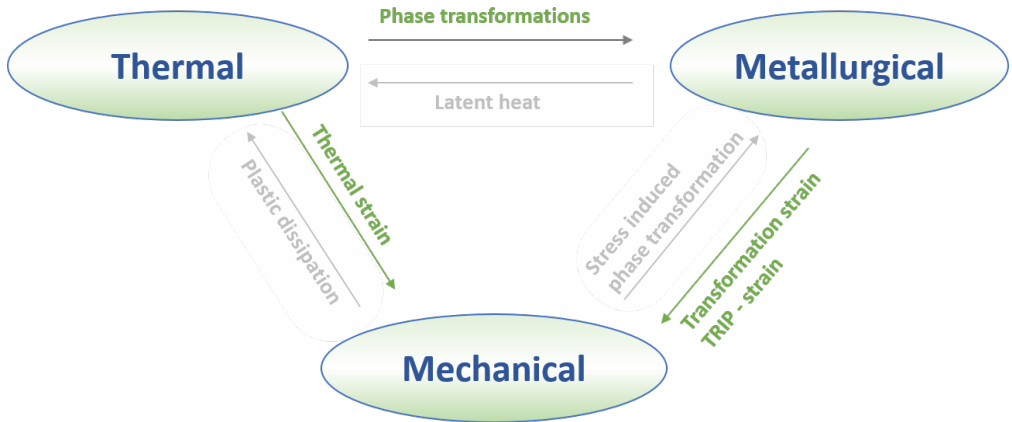 Phase transformations
Thermal
Metallurgical
Latent heat
Thermal strain
Plastic dissipation
Stress induced
phase transformation
Transformation strain
TRIP - strain
Mechanical